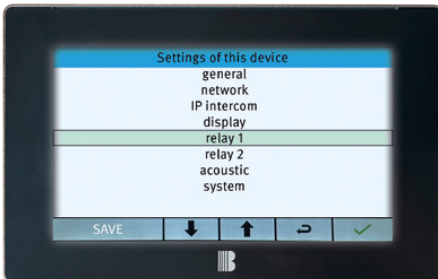 Settings of this device
general
network
IP intercom
display
relay 1
relay 2
acoustic
system
SAVE